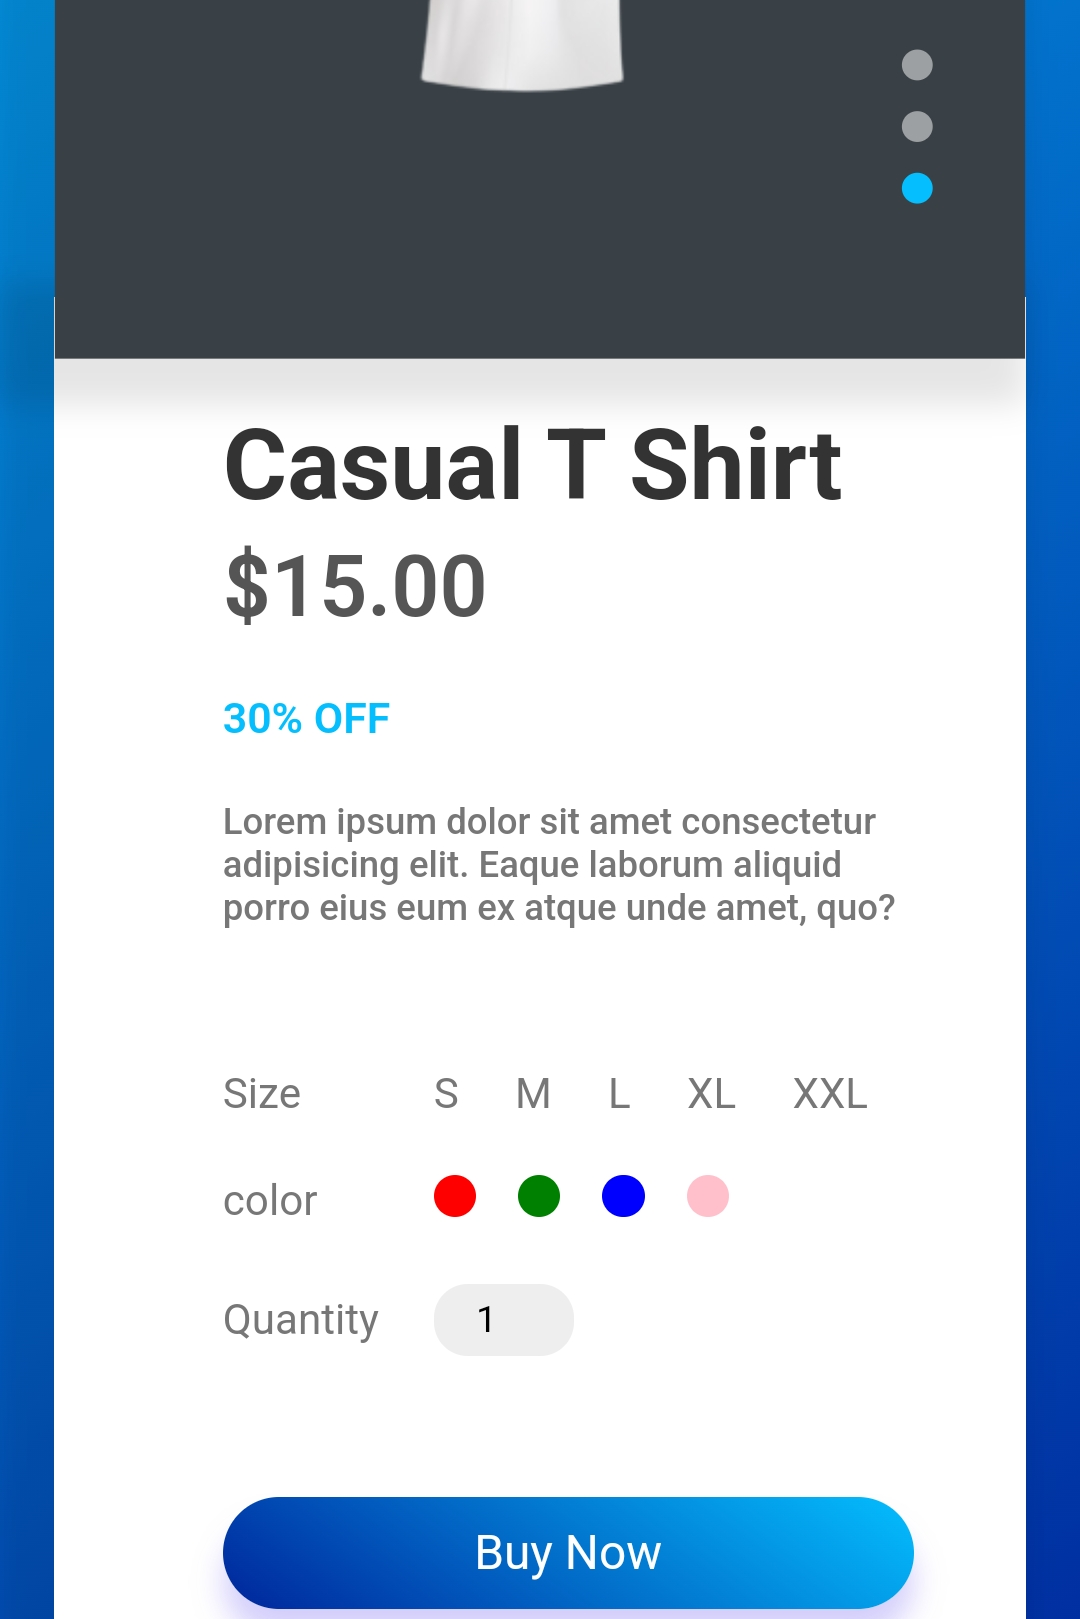 Casual T Shirt
$15.00
30% OFF
Lorem ipsum dolor sit amet consectetur
adipisicing elit. Eaque laborum aliquid
porro eius eum ex atque unde amet, quo?
Size S M L XL XXL
color
Quantity 1
Buy Now